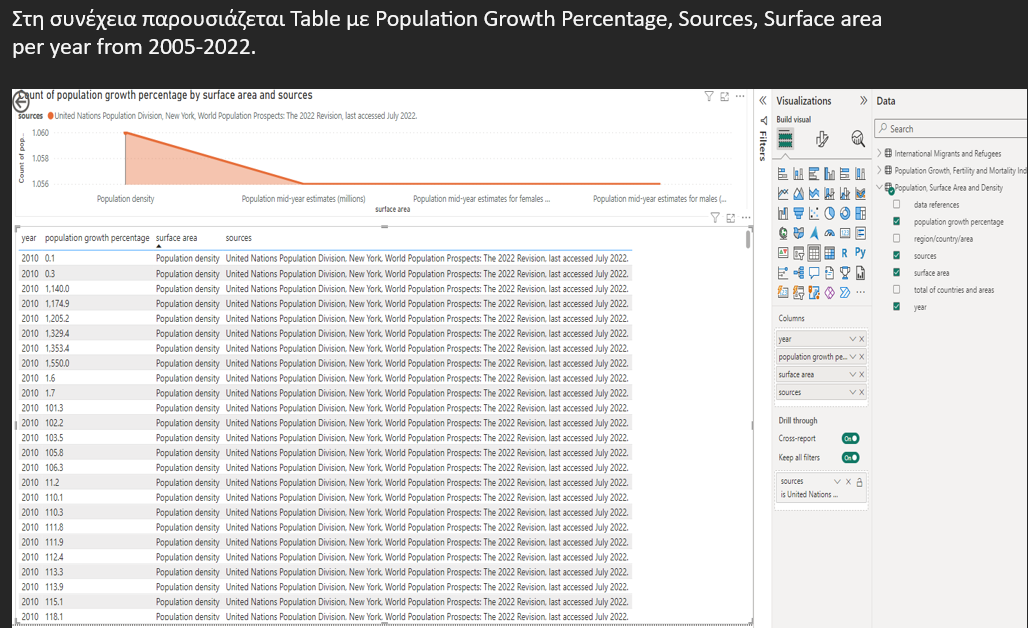 Στη συνέχεια παρουσιάζεται Table με Population Growth Percentage, Sources, Surface area
per year from 2005-2022.
Count of population growth percentage by surface area and sources
sources United Nations Population Division, New York, World Population Prospects: The 2022 Revision, last accessed July 2022.
Count of pop...
1.060
1.058
1.056
Population density
Population mid-year estimates (millions)
Population mid-year estimates for females ...
Population mid-year estimates for males (...
surface area
year population growth percentage surface area sources
2010 0.1 Population density United Nations Population Division, New York, World Population Prospects: The 2022 Revision, last accessed July 2022.
2010 0.3 Population density United Nations Population Division, New York, World Population Prospects: The 2022 Revision, last accessed July 2022.
2010 1,140.0 Population density United Nations Population Division, New York, World Population Prospects: The 2022 Revision, last accessed July 2022.
2010 1,174.9 Population density United Nations Population Division, New York, World Population Prospects: The 2022 Revision, last accessed July 2022.
2010 1,205.2 Population density United Nations Population Division, New York, World Population Prospects: The 2022 Revision, last accessed July 2022.
2010 1,329.4 Population density United Nations Population Division, New York, World Population Prospects: The 2022 Revision, last accessed July 2022.
2010 1,353.4 Population density United Nations Population Division, New York, World Population Prospects: The 2022 Revision, last accessed July 2022.
2010 1,550.0 Population density United Nations Population Division, New York, World Population Prospects: The 2022 Revision, last accessed July 2022.
2010 1.6 Population density United Nations Population Division, New York, World Population Prospects: The 2022 Revision, last accessed July 2022.
2010 1.7 Population density United Nations Population Division, New York, World Population Prospects: The 2022 Revision, last accessed July 2022.
2010 101.3 Population density United Nations Population Division, New York, World Population Prospects: The 2022 Revision, last accessed July 2022.
2010 102.2 Population density United Nations Population Division, New York, World Population Prospects: The 2022 Revision, last accessed July 2022.
2010 103.5 Population density United Nations Population Division, New York, World Population Prospects: The 2022 Revision, last accessed July 2022.
2010 105.8 Population density United Nations Population Division, New York, World Population Prospects: The 2022 Revision, last accessed July 2022.
2010 106.3 Population density United Nations Population Division, New York, World Population Prospects: The 2022 Revision, last accessed July 2022.
2010 11.2 Population density United Nations Population Division, New York, World Population Prospects: The 2022 Revision, last accessed July 2022.
2010 110.1 Population density United Nations Population Division, New York, World Population Prospects: The 2022 Revision, last accessed July 2022.
2010 110.3 Population density United Nations Population Division, New York, World Population Prospects: The 2022 Revision, last accessed July 2022.
2010 111.8 Population density United Nations Population Division, New York, World Population Prospects: The 2022 Revision, last accessed July 2022.
2010 111.9 Population density United Nations Population Division, New York, World Population Prospects: The 2022 Revision, last accessed July 2022.
2010 112.4 Population density United Nations Population Division, New York, World Population Prospects: The 2022 Revision, last accessed July 2022.
2010 113.3 Population density United Nations Population Division, New York, World Population Prospects: The 2022 Revision, last accessed July 2022.
2010 113.9 Population density United Nations Population Division, New York, World Population Prospects: The 2022 Revision, last accessed July 2022.
2010 115.1 Population density United Nations Population Division, New York, World Population Prospects: The 2022 Revision, last accessed July 2022.
2010 118.1 Population density United Nations Population Division, New York, World Population Prospects: The 2022 Revision, last accessed July 2022.
Filters
Visualizations
Build visual
R Py
Columns
year
population growth pe...
surface area
sources
Drill through
Cross-report On
Keep all filters On
sources
is United Nations ...
Data
Search
International Migrants and Refugees
Population Growth, Fertility and Mortality Ind
Population, Surface Area and Density
data references
population growth percentage
region/country/area
sources
surface area
total of countries and areas
year